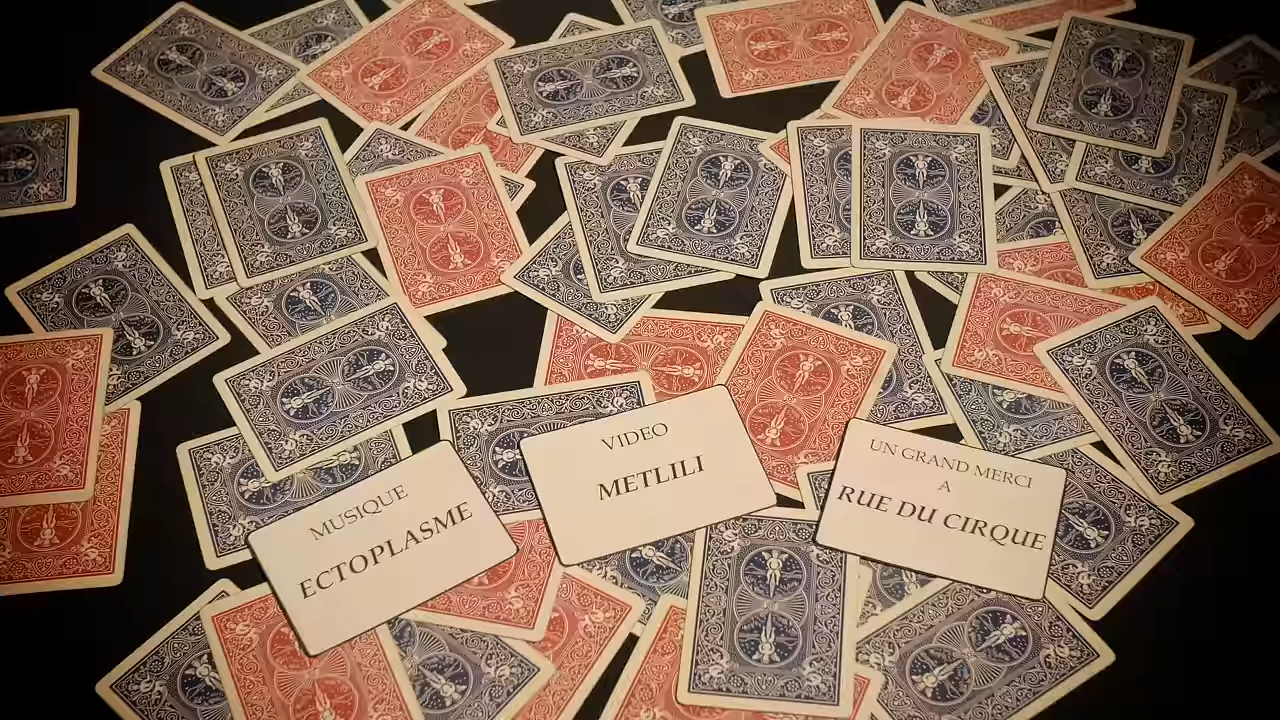 MUSIQUE
ECTOPLASME
VIDEO
METLILI
UN GRAND MERCI
A
RUE DU CIRQUE